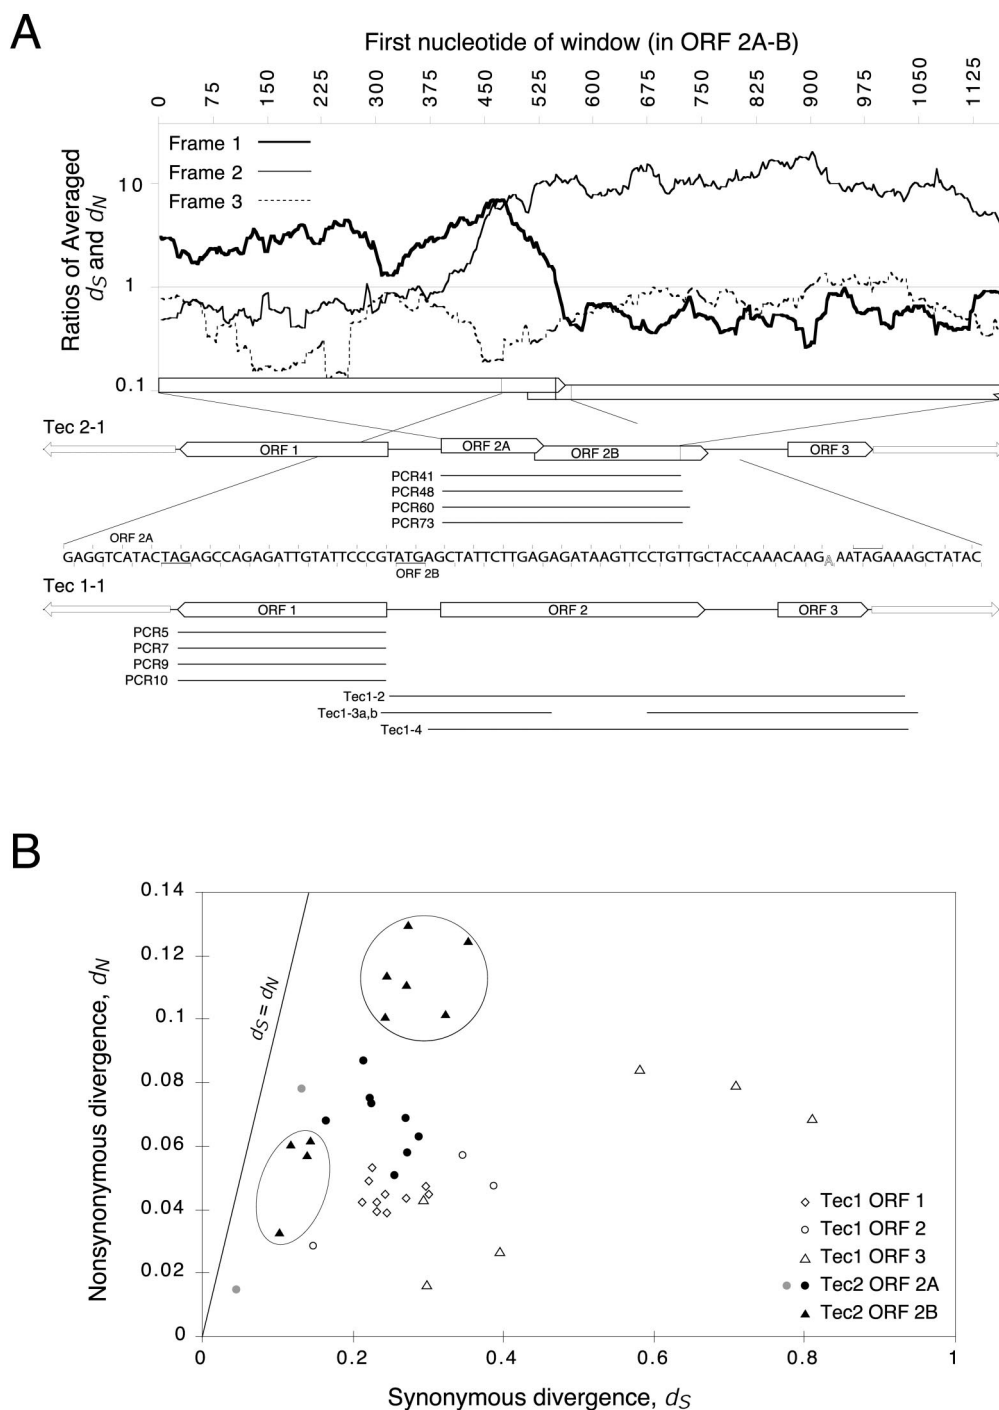 A
First nucleotide of window (in ORF 2A-B)
0 75 150 225 300 375 450 525 600 675 750 825 900 975 1050 1125
Ratios of Averaged
dS and dN
Frame 1
Frame 2
Frame 3
10
1
0.1
Tec 2-1
ORF 1
ORF 2A
ORF 2B
ORF 3
PCR41
PCR48
PCR60
PCR73
ORF 2A
GAGGTCATACTAGAGCCAGAGATTGTATTCCCGTATGAGCTATTCTTGAGAGATAAGTTCCTGTTGCTACCAAACAAGAAATAGAAAGCTATAC
ORF 2B
Tec 1-1
ORF 1
ORF 2
ORF 3
PCR5
PCR7
PCR9
PCR10
Tec1-2
Tec1-3a,b
Tec1-4
B
Nonsynonymous divergence, dN
0.14
0.12
0.1
0.08
0.06
0.04
0.02
0
dS = dN
Tec1 ORF 1
Tec1 ORF 2
Tec1 ORF 3
Tec2 ORF 2A
Tec2 ORF 2B
0 0.2 0.4 0.6 0.8 1
Synonymous divergence, dS